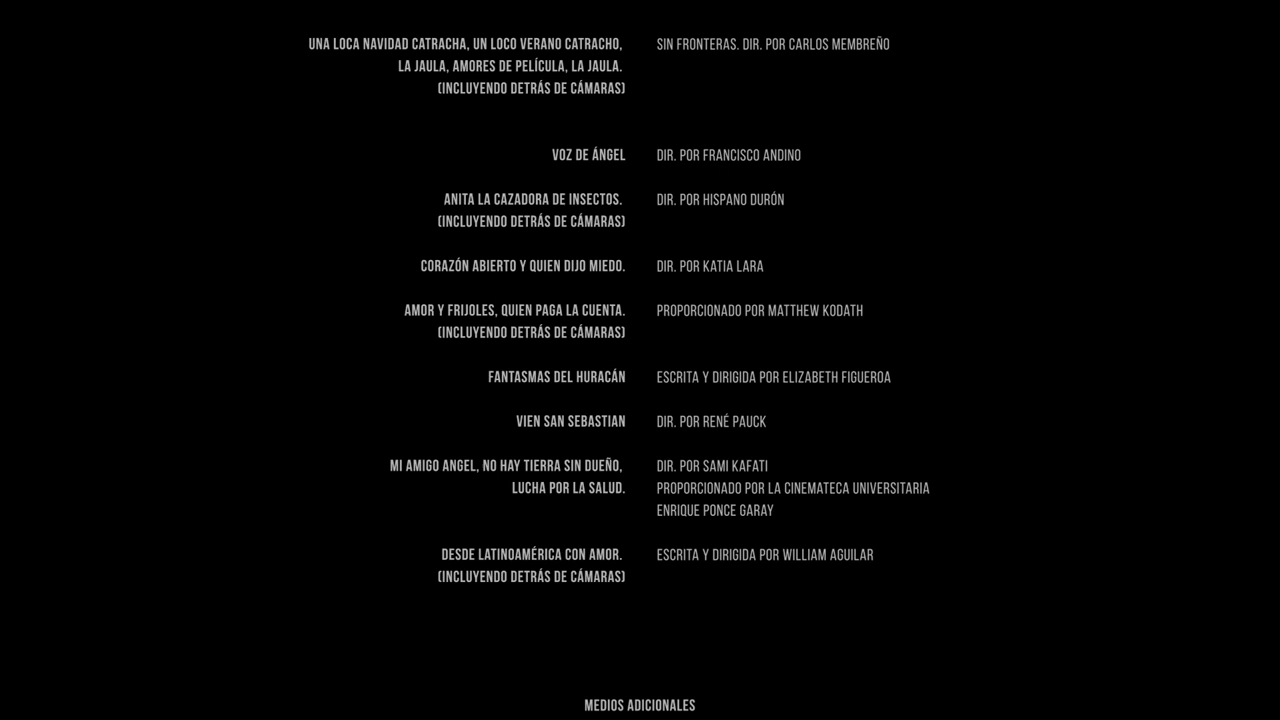 UNA LOCA NAVIDAD CATRACHA, UN LOCO VERANO CATRACHO, SIN FRONTERAS. DIR. POR CARLOS MEMBREÑO
LA JAULA, AMORES DE PELÍCULA, LA JAULA.
(INCLUYENDO DETRÁS DE CÁMARAS)
VOZ DE ÁNGEL DIR. POR FRANCISCO ANDINO
ANITA LA CAZADORA DE INSECTOS. DIR. POR HISPANO DURÓN
(INCLUYENDO DETRÁS DE CÁMARAS)
CORAZÓN ABIERTO Y QUIEN DIJO MIEDO. DIR. POR KATIA LARA
AMOR Y FRIJOLES, QUIEN PAGA LA CUENTA. PROPORCIONADO POR MATTHEW KODATH
(INCLUYENDO DETRÁS DE CÁMARAS)
FANTASMAS DEL HURACÁN ESCRITA Y DIRIGIDA POR ELIZABETH FIGUEROA
VIEN SAN SEBASTIAN DIR. POR RENÉ PAUCK
MI AMIGO ANGEL, NO HAY TIERRA SIN DUEÑO, DIR. POR SAMI KAFATI
LUCHA POR LA SALUD. PROPORCIONADO POR LA CINEMATECA UNIVERSITARIA
ENRIQUE PONCE GARAY
DESDE LATINOAMÉRICA CON AMOR. ESCRITA Y DIRIGIDA POR WILLIAM AGUILAR
(INCLUYENDO DETRÁS DE CÁMARAS)
MEDIOS ADICIONALES